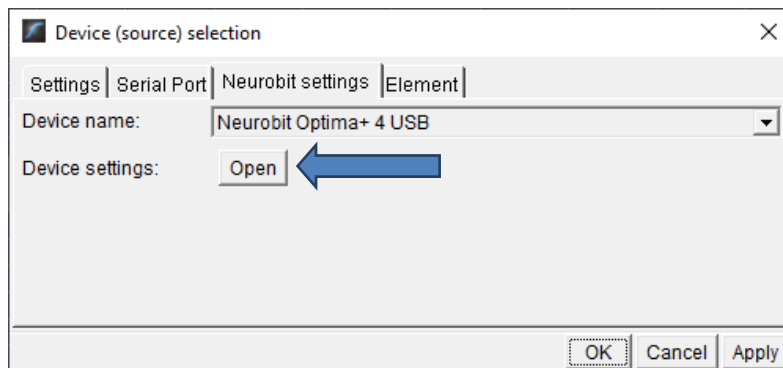 Device (source) selection
Settings Serial Port Neurobit settings Element
Device name: Neurobit Optima+ 4 USB
Device settings: Open
OK Cancel Apply